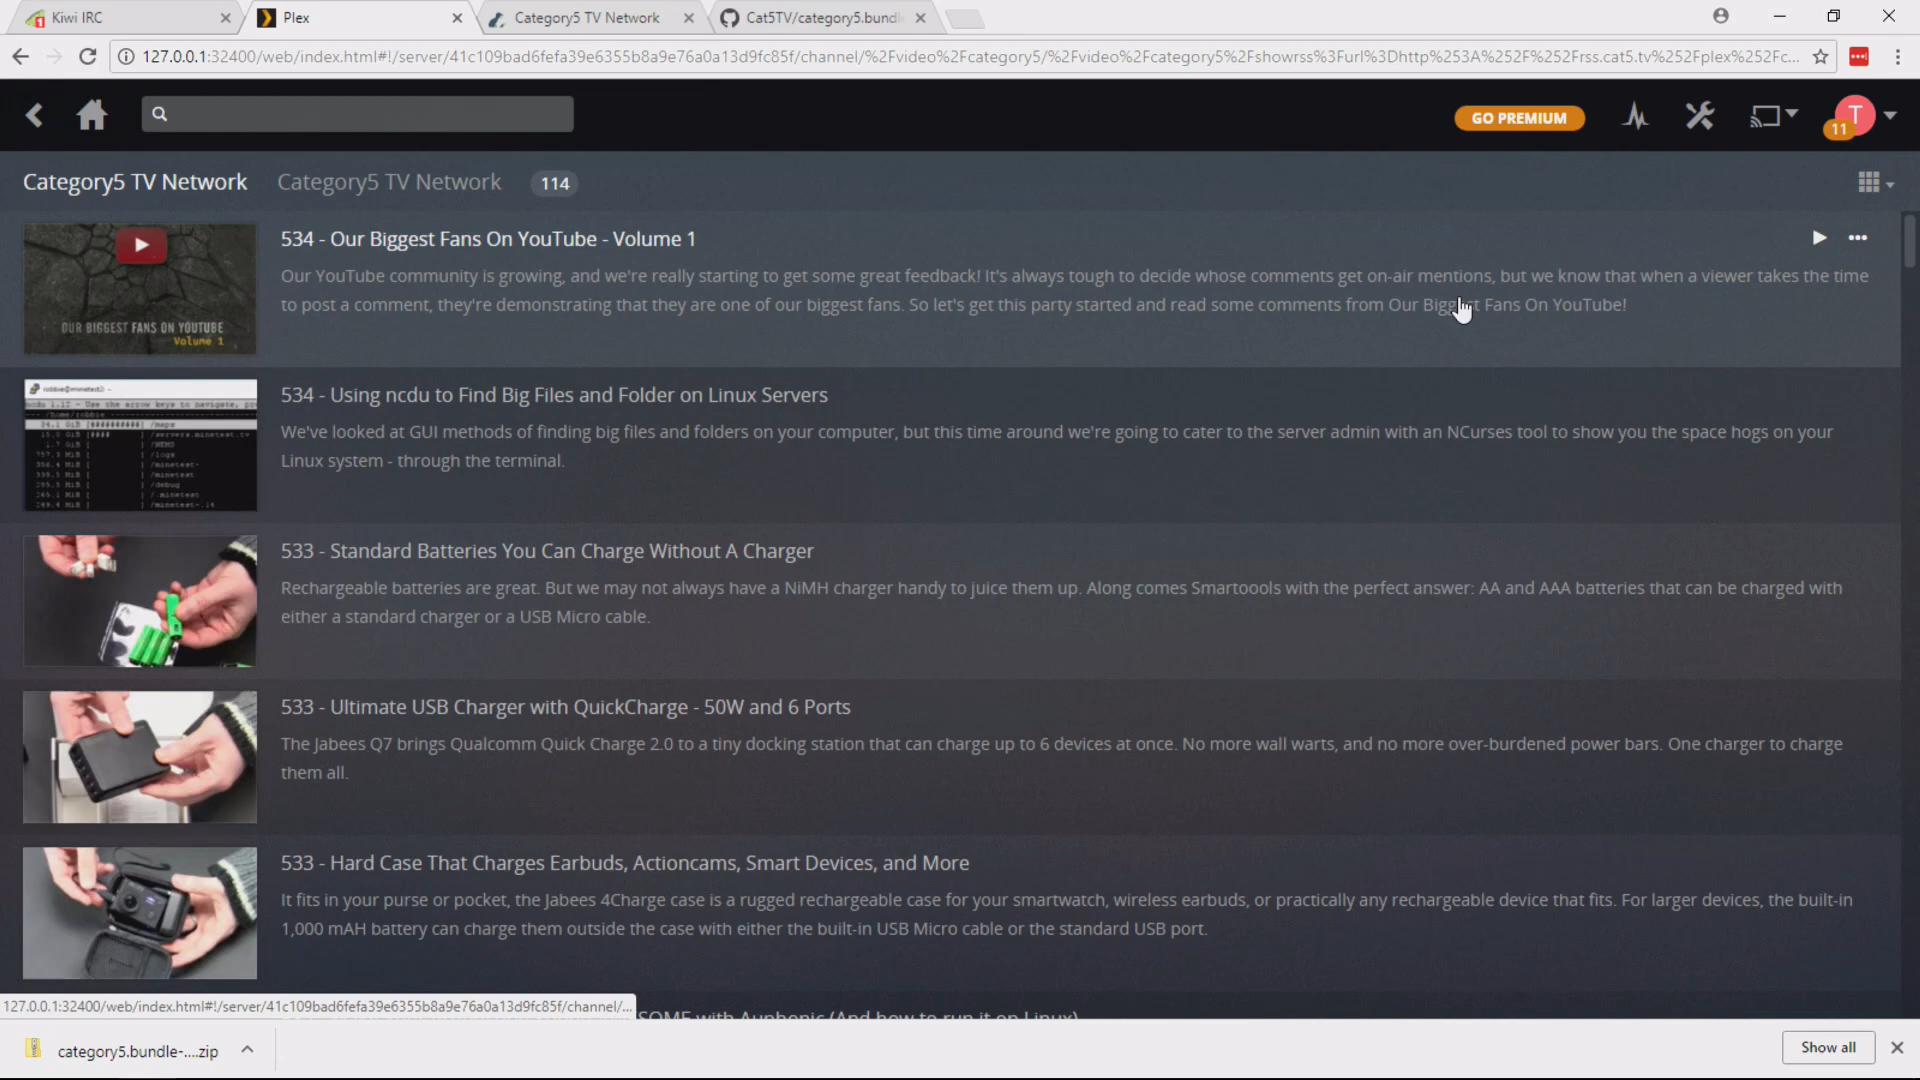 Kiwi IRC
Plex
Category5 TV Network
Cat5TV/category5.bundl
127.0.0.1:32400/web/index.html#!/server/41c109bad6fefa39e6355b8a9e76a0a13d9fc85f/channel/%2Fvideo%2Fcategory5/%2Fvideo%2Fcategory5%2Fshowrss%3Furl%3Dhttp%253A%252F%252Frss.cat5.tv%252Fplex%252Fc...
GO PREMIUM
T
11
Category5 TV Network Category5 TV Network 114
534 - Our Biggest Fans On YouTube - Volume 1
Our YouTube community is growing, and we're really starting to get some great feedback! It's always tough to decide whose comments get on-air mentions, but we know that when a viewer takes the time
to post a comment, they're demonstrating that they are one of our biggest fans. So let's get this party started and read some comments from Our Biggest Fans On YouTube!
OUR BIGGEST FANS ON YOUTUBE
Volume 1
534 - Using ncdu to Find Big Files and Folder on Linux Servers
We've looked at GUI methods of finding big files and folders on your computer, but this time around we're going to cater to the server admin with an NCurses tool to show you the space hogs on your
Linux system - through the terminal.
533 - Standard Batteries You Can Charge Without A Charger
Rechargeable batteries are great. But we may not always have a NiMH charger handy to juice them up. Along comes Smartoools with the perfect answer: AA and AAA batteries that can be charged with
either a standard charger or a USB Micro cable.
533 - Ultimate USB Charger with QuickCharge - 50W and 6 Ports
The Jabees Q7 brings Qualcomm Quick Charge 2.0 to a tiny docking station that can charge up to 6 devices at once. No more wall warts, and no more over-burdened power bars. One charger to charge
them all.
533 - Hard Case That Charges Earbuds, Actioncams, Smart Devices, and More
It fits in your purse or pocket, the Jabees 4Charge case is a rugged rechargeable case for your smartwatch, wireless earbuds, or practically any rechargeable device that fits. For larger devices, the built-in
1,000 mAH battery can charge them outside the case with either the built-in USB Micro cable or the standard USB port.
127.0.0.1:32400/web/index.html#!/server/41c109bad6fefa39e6355b8a9e76a0a13d9fc85f/channel/...
with Auphonic (And how to run it on Linux)
category5.bundle-....zip
Show all